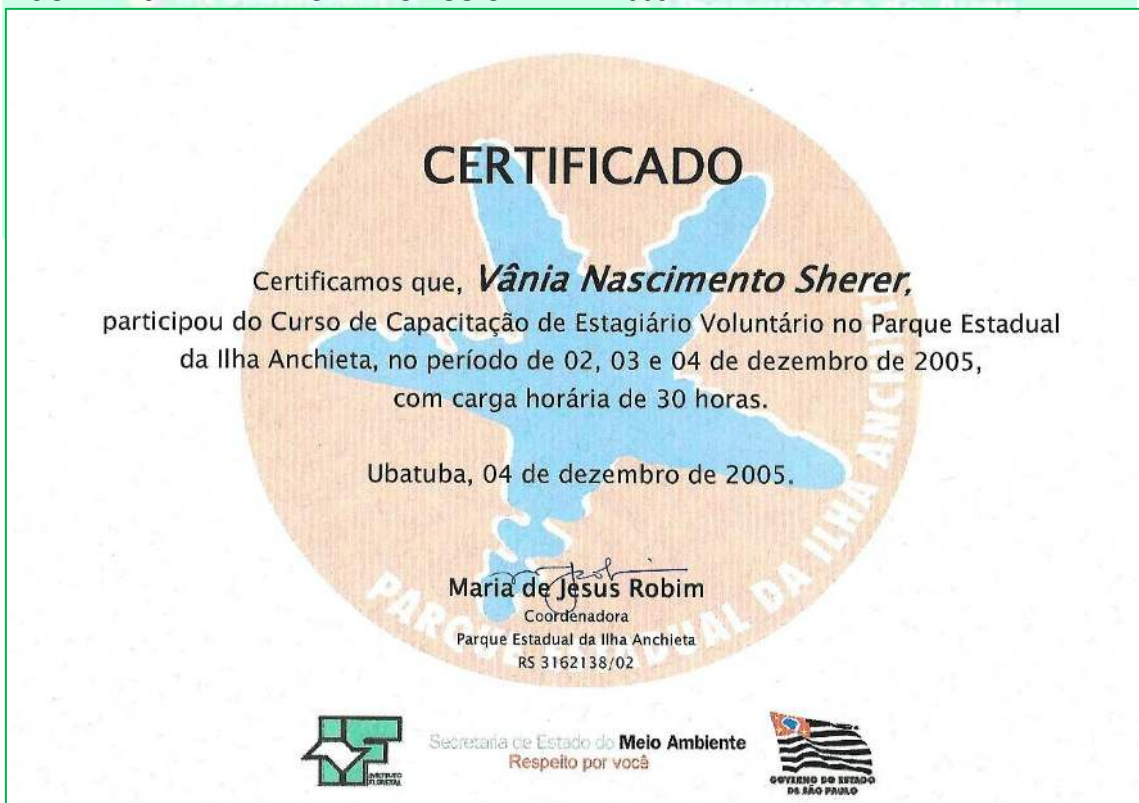 CERTIFICADO
Certificamos que, Vânia Nascimento Sherer,
participou do Curso de Capacitação de Estagiário Voluntário no Parque Estadual
da Ilha Anchieta, no período de 02, 03 e 04 de dezembro de 2005,
com carga horária de 30 horas.
Ubatuba, 04 de dezembro de 2005.
Maria de Jesus Robim
Coordenadora
Parque Estadual da Ilha Anchieta
RS 3162138/02
PARQUE ESTADUAL DA ILHA ANCHIETA
Secretaria de Estado do Meio Ambiente
Respeito por você
INSTITUTO
FLORESTAL
GOVERNO DO ESTADO
DE SÃO PAULO